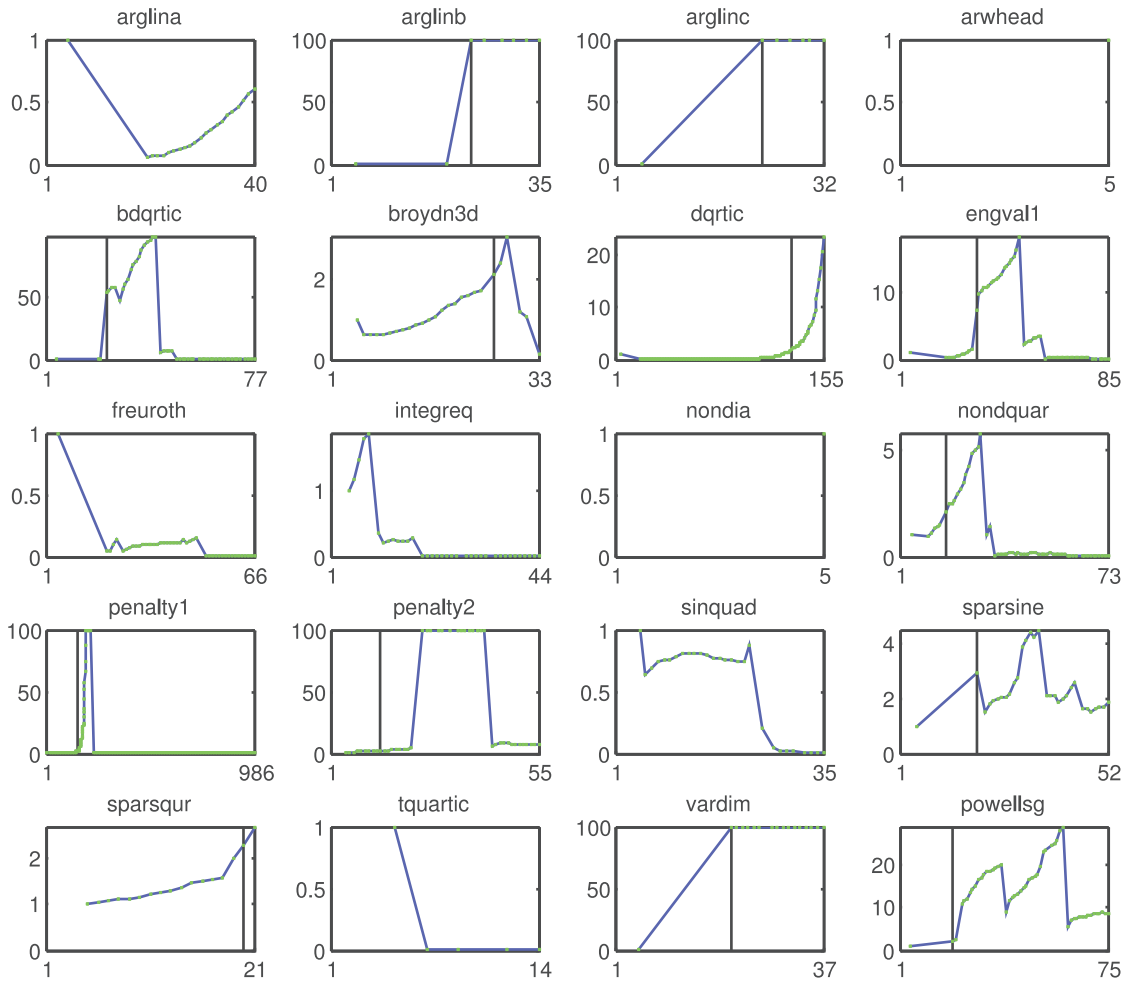 arglina arglinb arglinc arwhead
1 100 100 1
0.5 50 50 0.5
0 0 0 0
1 40 1 35 1 32 1 5
bdqrtic broydn3d dqrtic engval1
50 2 20 10
0 0 10 0
0
1 77 1 33 1 155 1 85
freuroth integreq nondia nondquar
1 1 1 5
0.5 0 0.5 0
0 0
1 66 1 44 1 5 1 73
penalty1 penalty2 sinquad sparsine
100 100 1 4
50 50 0.5 2
0 0 0 0
1 986 1 55 1 35 1 52
sparsqur tquartic vardim powellsg
2 1 100 20
1 0.5 50 10
0 0 0 0
1 21 1 14 1 37 1 75